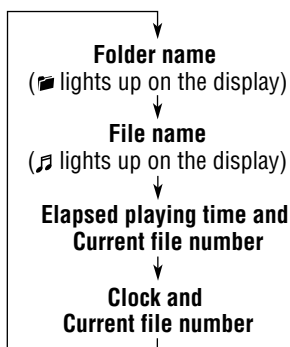 Folder name
( lights up on the display)
File name
( lights up on the display)
Elapsed playing time and
Current file number
Clock and
Current file number